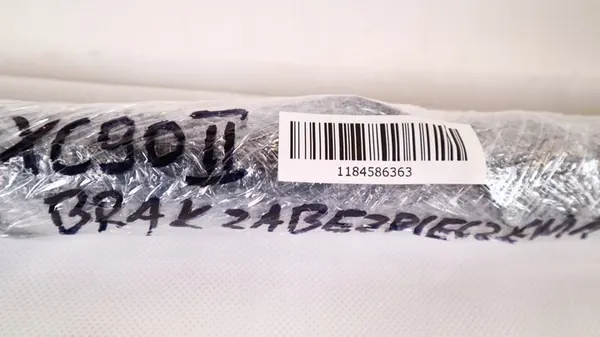 XC90 II
1184586363
BRAK ZABEZPIECZENIA